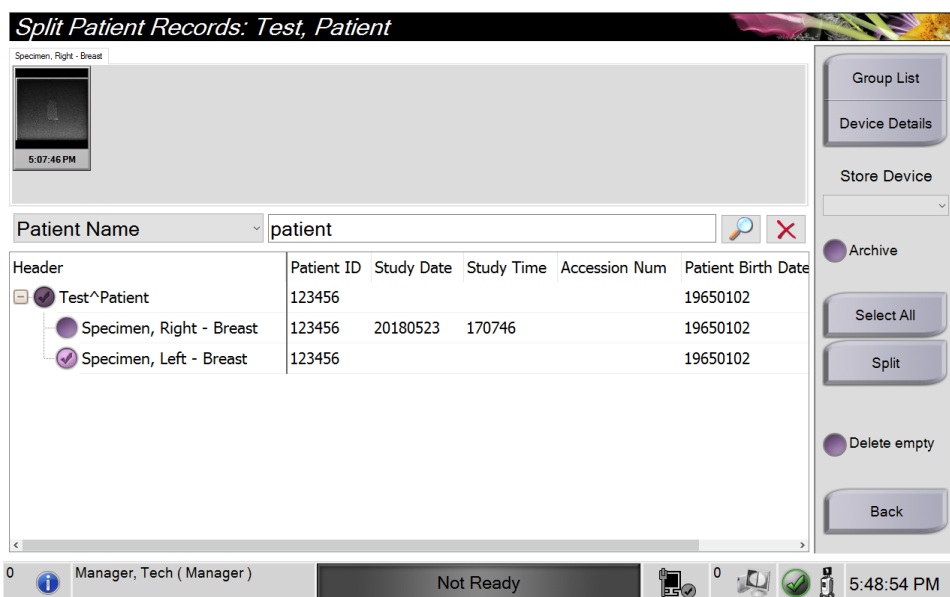 Split Patient Records: Test, Patient
Specimen, Right - Breast
5:07:46 PM
Group List
Device Details
Store Device
Archive
Select All
Split
Delete empty
Back
Patient Name patient
Header Patient ID Study Date Study Time Accession Num Patient Birth Date
Test^Patient 123456 19650102
Specimen, Right - Breast 123456 20180523 170746 19650102
Specimen, Left - Breast 123456 19650102
0 Manager, Tech ( Manager ) Not Ready 0 5:48:54 PM